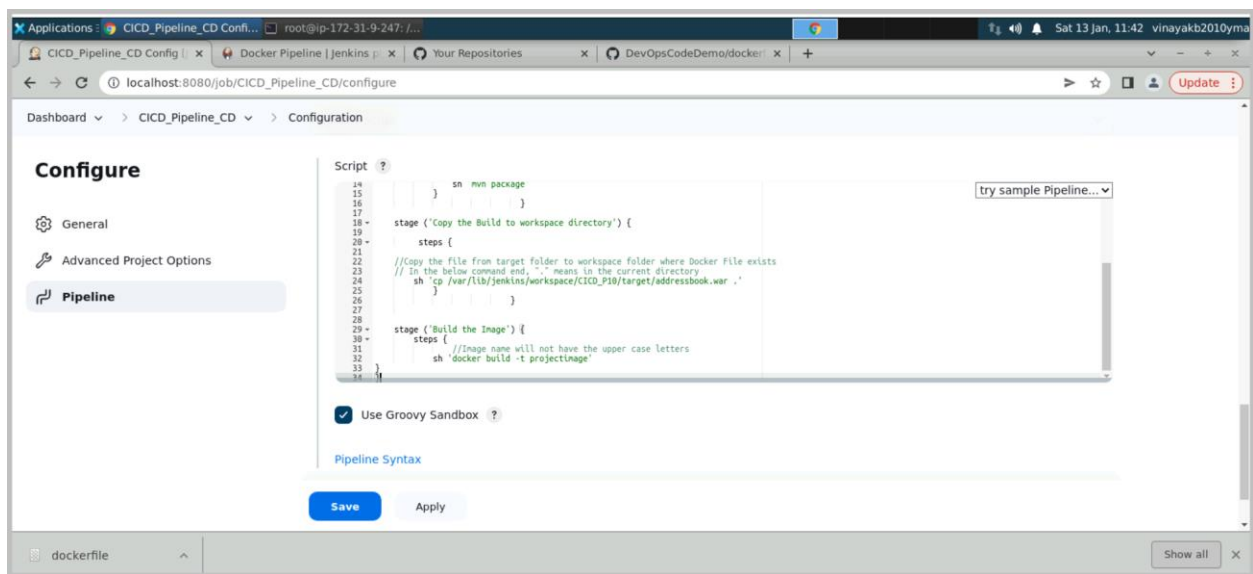 Applications : CICD_Pipeline_CD Confi... root@ip-172-31-9-247: /... Sat 13 Jan, 11:42 vinayakb2010yma
CICD_Pipeline_CD Config [ x Docker Pipeline | Jenkins p x Your Repositories x DevOpsCodeDemo/docker x +
localhost:8080/job/CICD_Pipeline_CD/configure Update
Dashboard > CICD_Pipeline_CD > Configuration
Configure
General
Advanced Project Options
Pipeline
Script ?
try sample Pipeline...
14 sh 'mvn package
15 }
16 }
17
18 stage ('Copy the Build to workspace directory') {
19
20 steps {
21
22 //Copy the file from target folder to workspace folder where Docker File exists
23 // In the below command end, "." means in the current directory
24 sh 'cp /var/lib/jenkins/workspace/CICD_P10/target/addressbook.war .'
25 }
26 }
27
28
29 stage ('Build the Image') {
30 steps {
31 //Image name will not have the upper case letters
32 sh 'docker build -t projectimage'
33 }
34 }
Use Groovy Sandbox ?
Pipeline Syntax
Save Apply
dockerfile Show all x